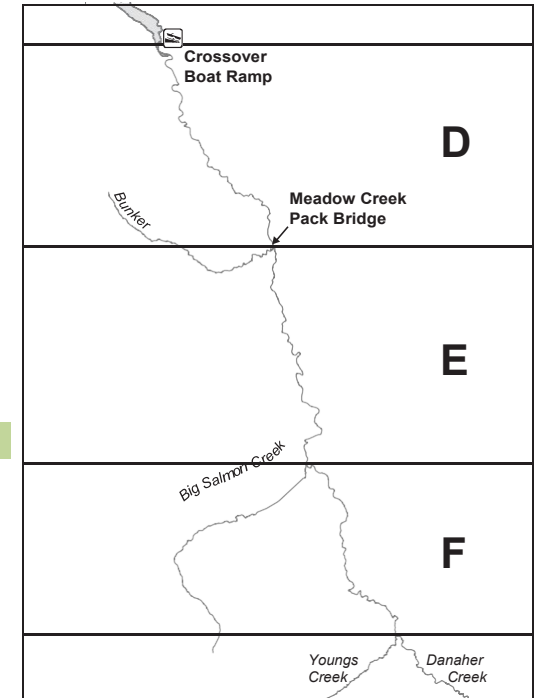 Crossover
Boat Ramp
D
Bunker
Meadow Creek
Pack Bridge
E
Big Salmon Creek
F
Youngs
Creek
Danaher
Creek